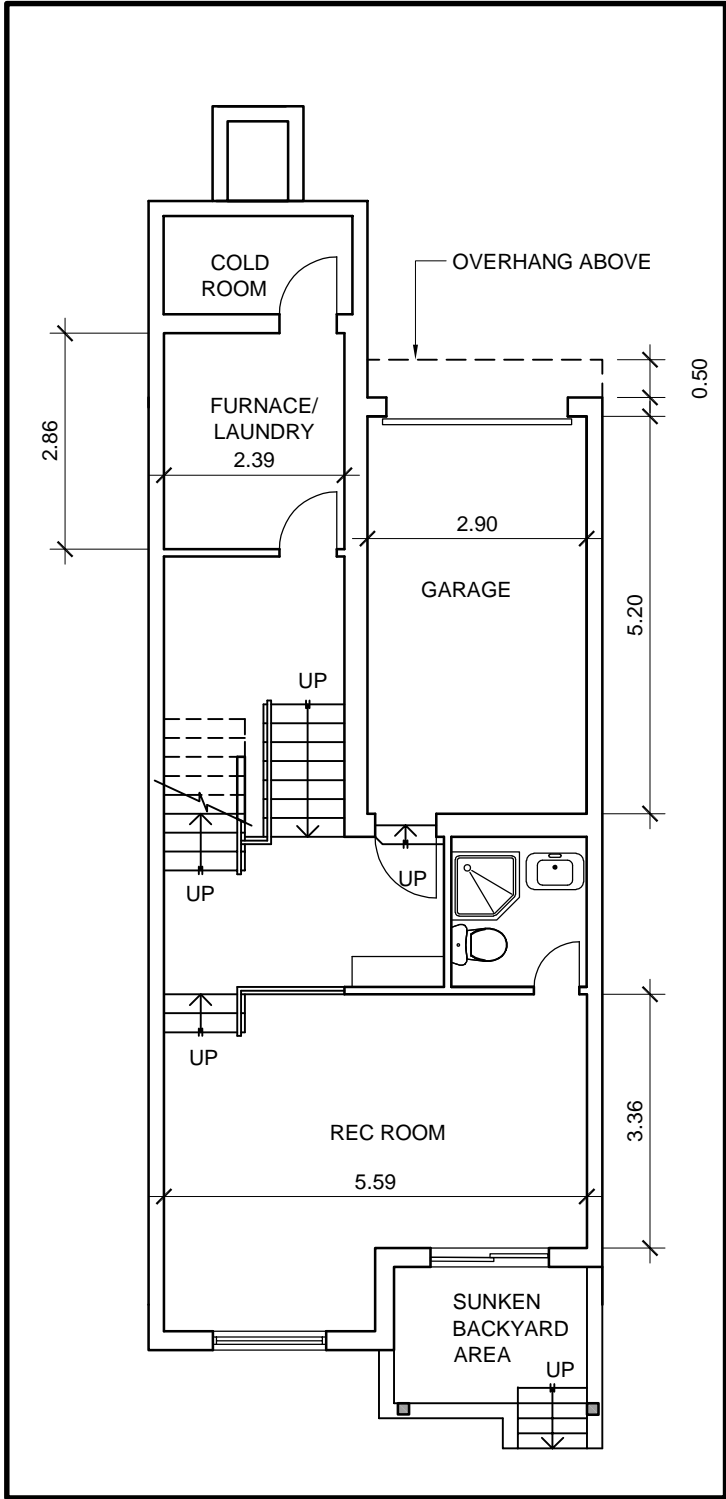 COLD
ROOM
OVERHANG ABOVE
0.50
2.86
FURNACE/
LAUNDRY
2.39
2.90
GARAGE
5.20
UP
UP
UP
UP
REC ROOM
3.36
5.59
SUNKEN
BACKYARD
AREA
UP